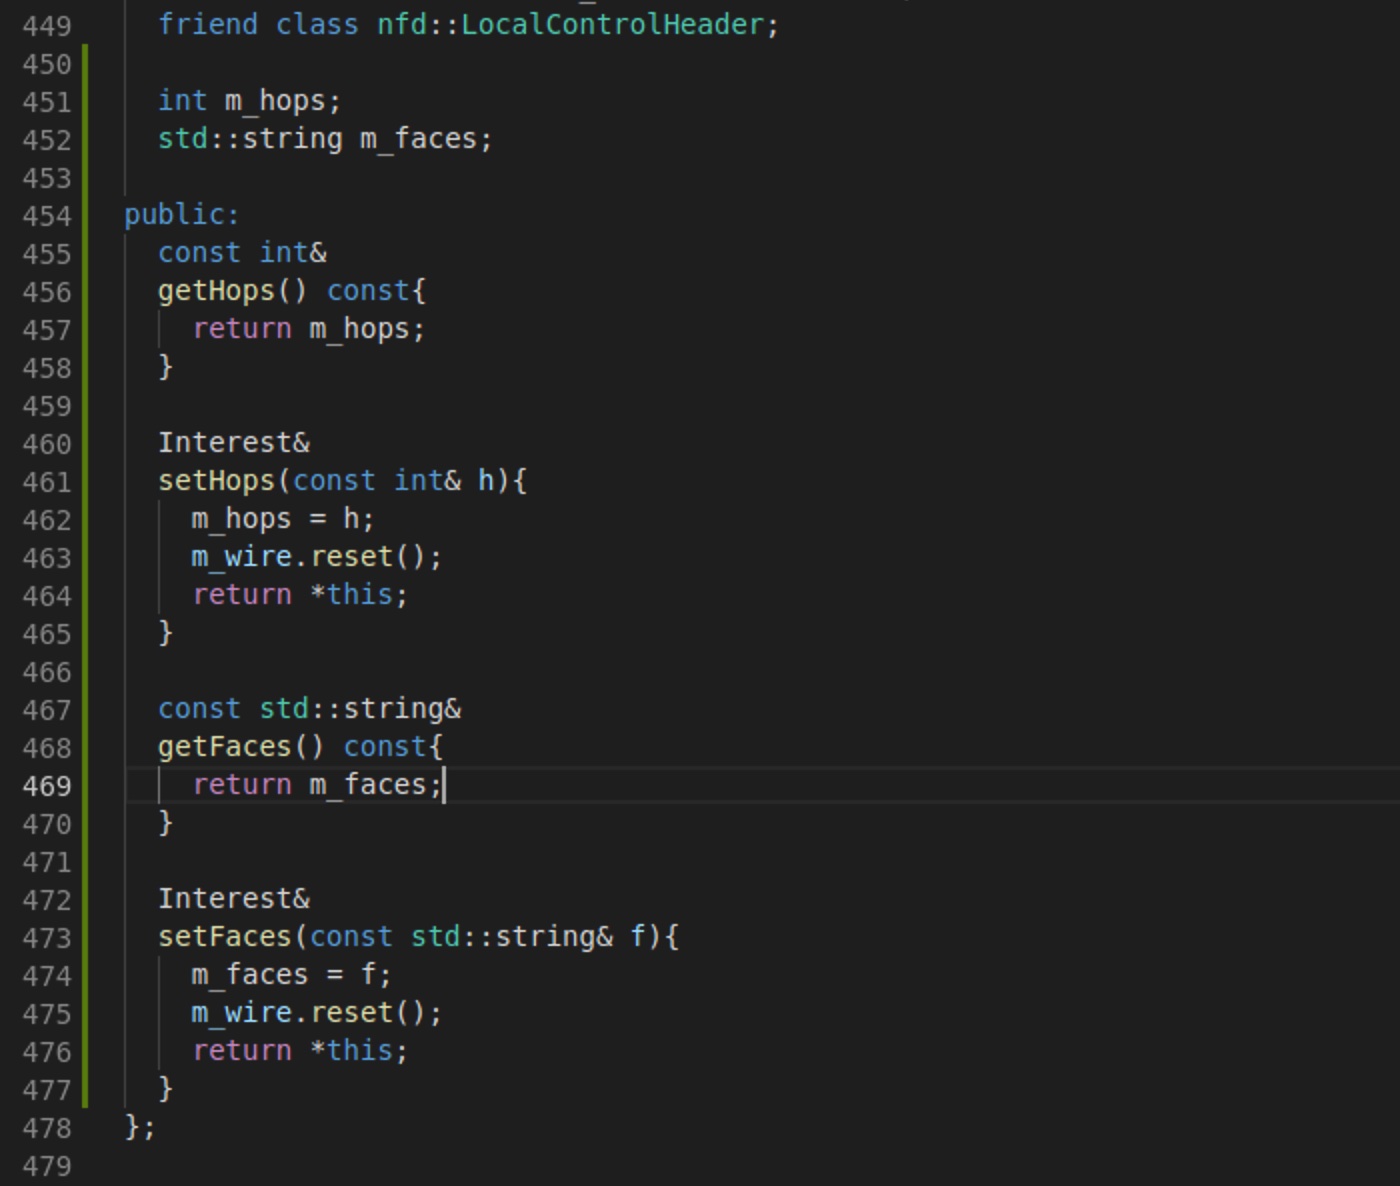 449 friend class nfd::LocalControlHeader;
450
451 int m_hops;
452 std::string m_faces;
453
454 public:
455 const int&
456 getHops() const{
457 return m_hops;
458 }
459
460 Interest&
461 setHops(const int& h){
462 m_hops = h;
463 m_wire.reset();
464 return *this;
465 }
466
467 const std::string&
468 getFaces() const{
469 return m_faces;
470 }
471
472 Interest&
473 setFaces(const std::string& f){
474 m_faces = f;
475 m_wire.reset();
476 return *this;
477 }
478 };
479